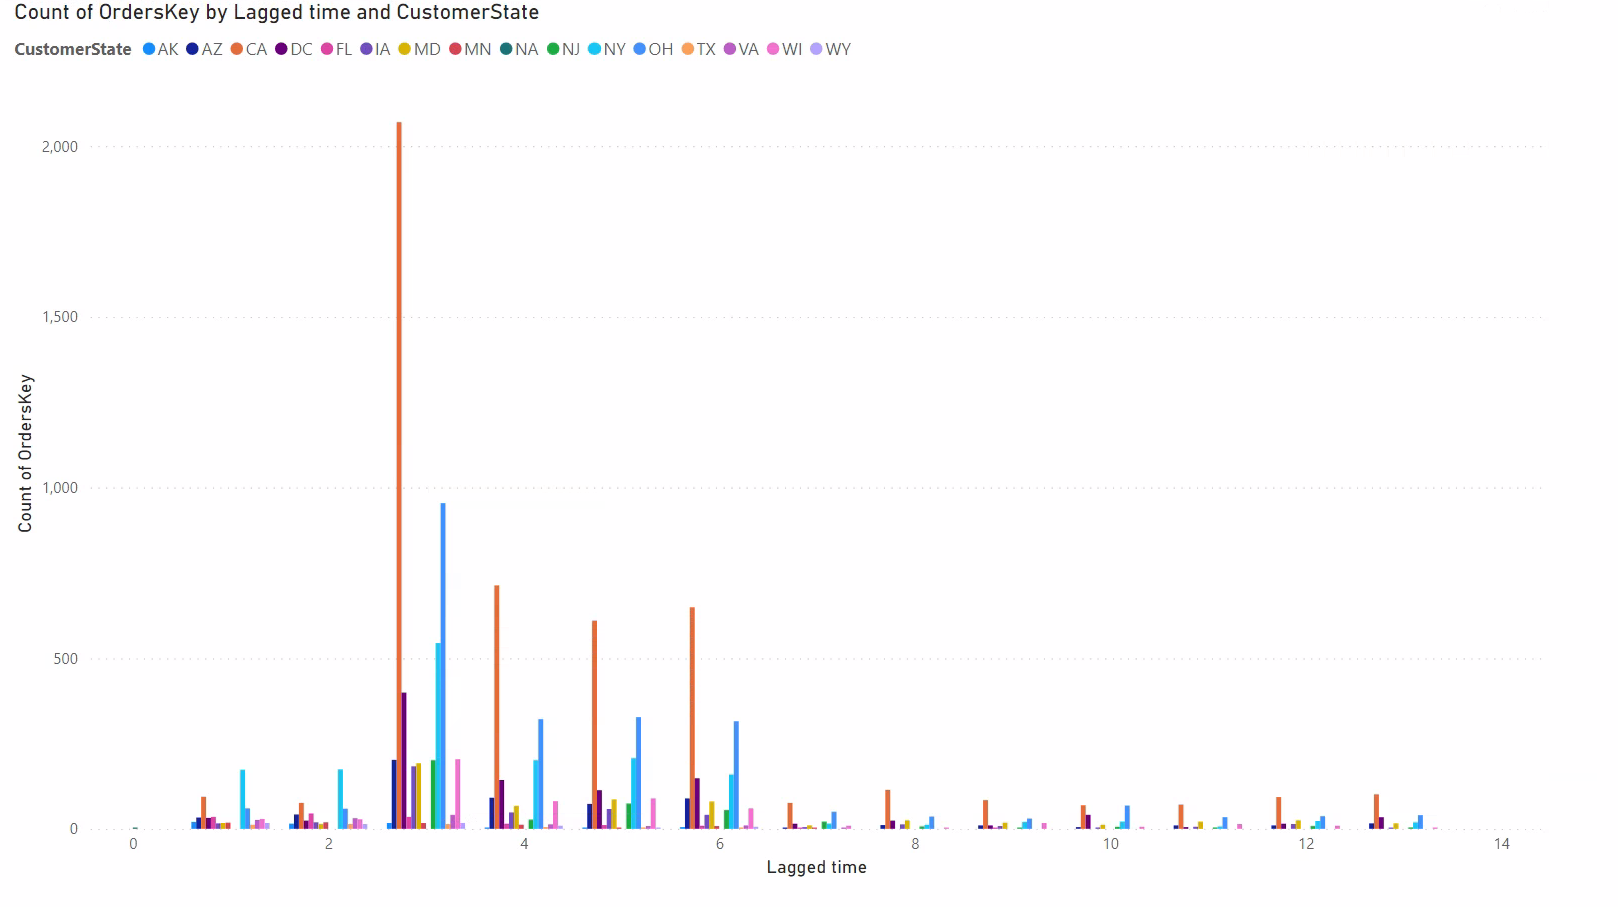 Count of OrdersKey by Lagged time and CustomerState
CustomerState AK AZ CA DC FL IA MD MN NA NJ NY OH TX VA WI WY
2,000
1,500
1,000
500
0
Count of OrdersKey
0 2 4 6 8 10 12 14
Lagged time